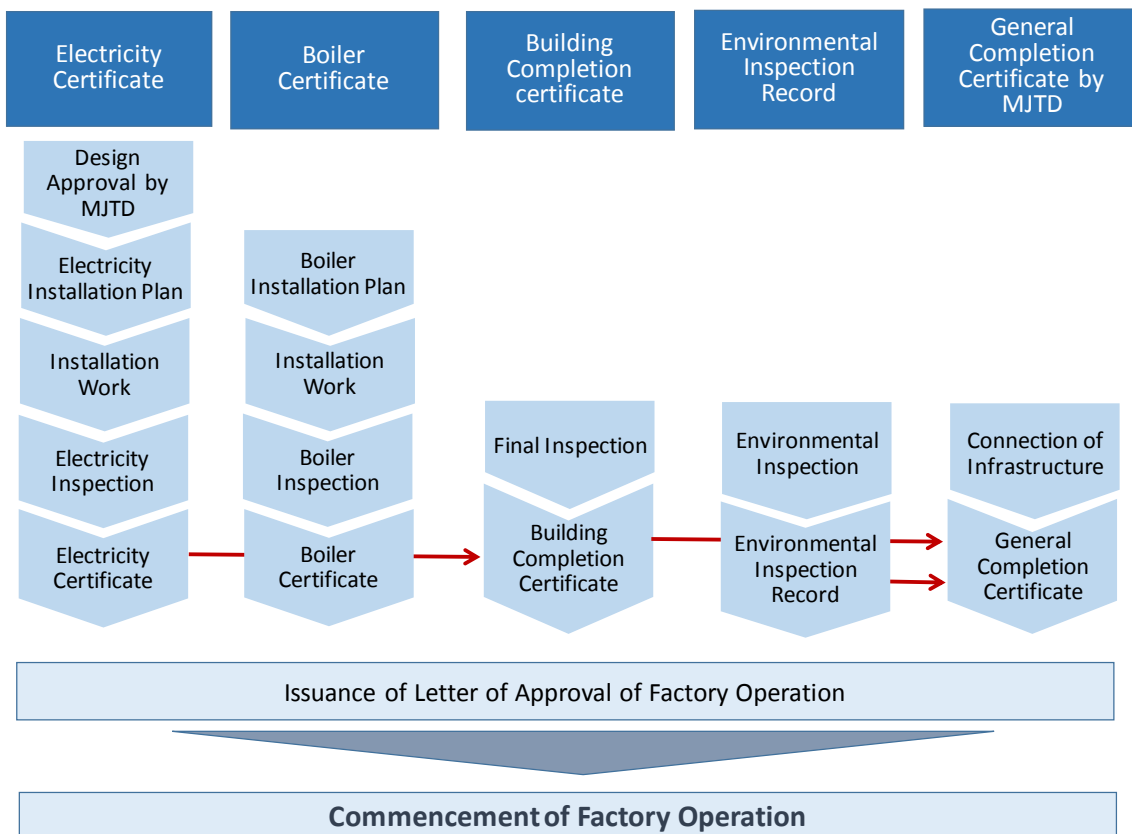 Electricity
Certificate
Boiler
Certificate
Building
Completion
certificate
Environmental
Inspection
Record
General
Completion
Certificate by
MJTD
Design
Approval by
MJTD
Electricity
Installation Plan
Installation
Work
Electricity
Inspection
Electricity
Certificate
Boiler
Installation Plan
Installation
Work
Boiler
Inspection
Boiler
Certificate
Final Inspection
Building
Completion
Certificate
Environmental
Inspection
Environmental
Inspection
Record
Connection of
Infrastructure
General
Completion
Certificate
Issuance of Letter of Approval of Factory Operation
Commencement of Factory Operation